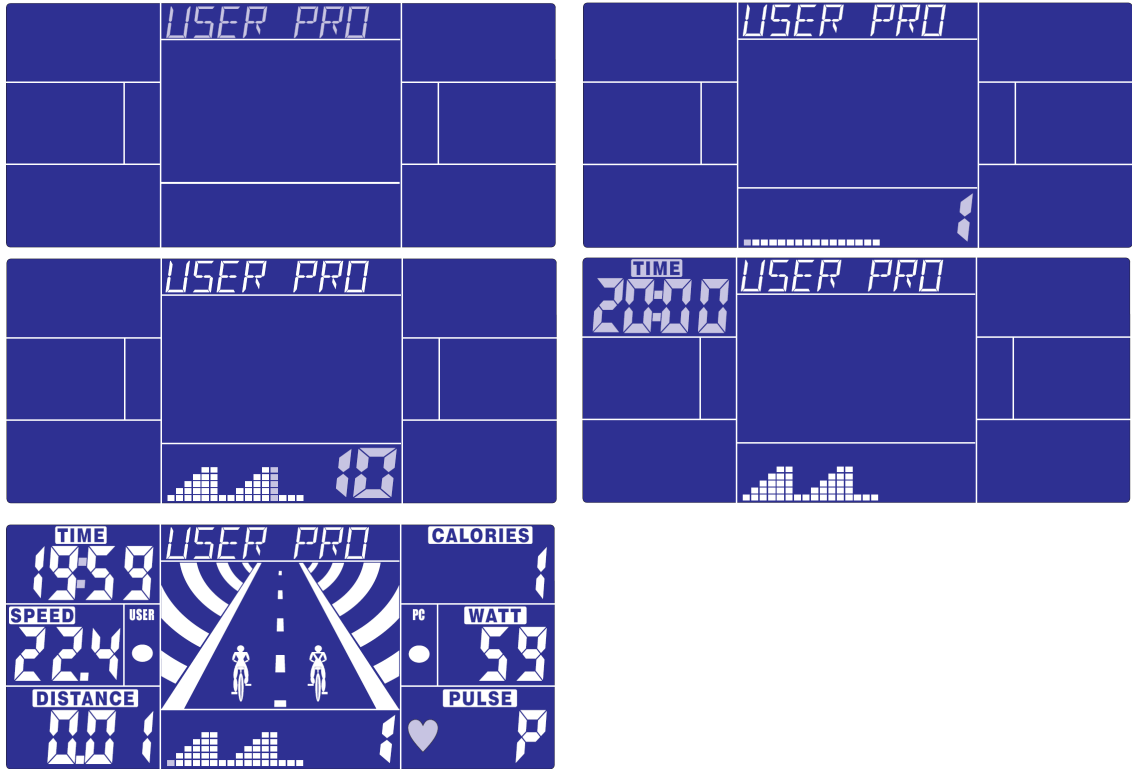 USER PRO
USER PRO
1
USER PRO
10
TIME
20:00
USER PRO
TIME
19:59
SPEED
22.4
USER
DISTANCE
0.01
USER PRO
1
CALORIES
1
PC
WATT
59
PULSE
P